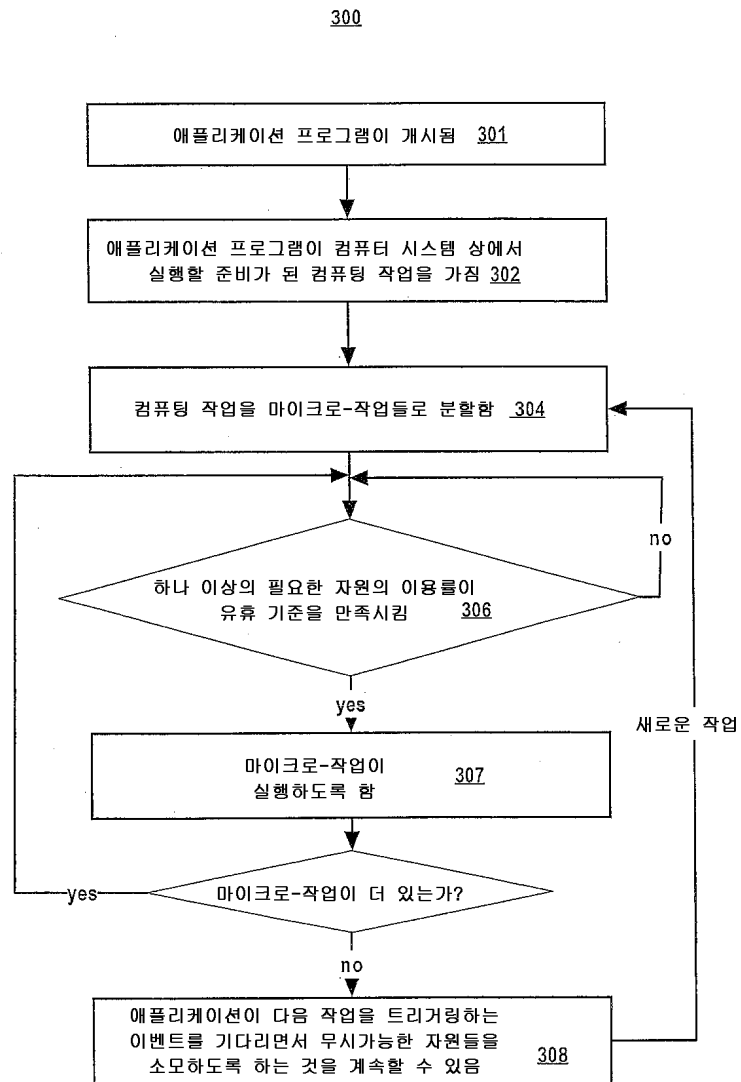 300
애플리케이션 프로그램이 개시됨 301
애플리케이션 프로그램이 컴퓨터 시스템 상에서
실행할 준비가 된 컴퓨팅 작업을 가짐 302
컴퓨팅 작업을 마이크로-작업들로 분할함 304
no
하나 이상의 필요한 자원의 이용률이
유휴 기준을 만족시킴 306
yes
새로운 작업
마이크로-작업이
실행하도록 함 307
마이크로-작업이 더 있는가?
yes
no
애플리케이션이 다음 작업을 트리거링하는
이벤트를 기다리면서 무시가능한 자원들을
소모하도록 하는 것을 계속할 수 있음 308